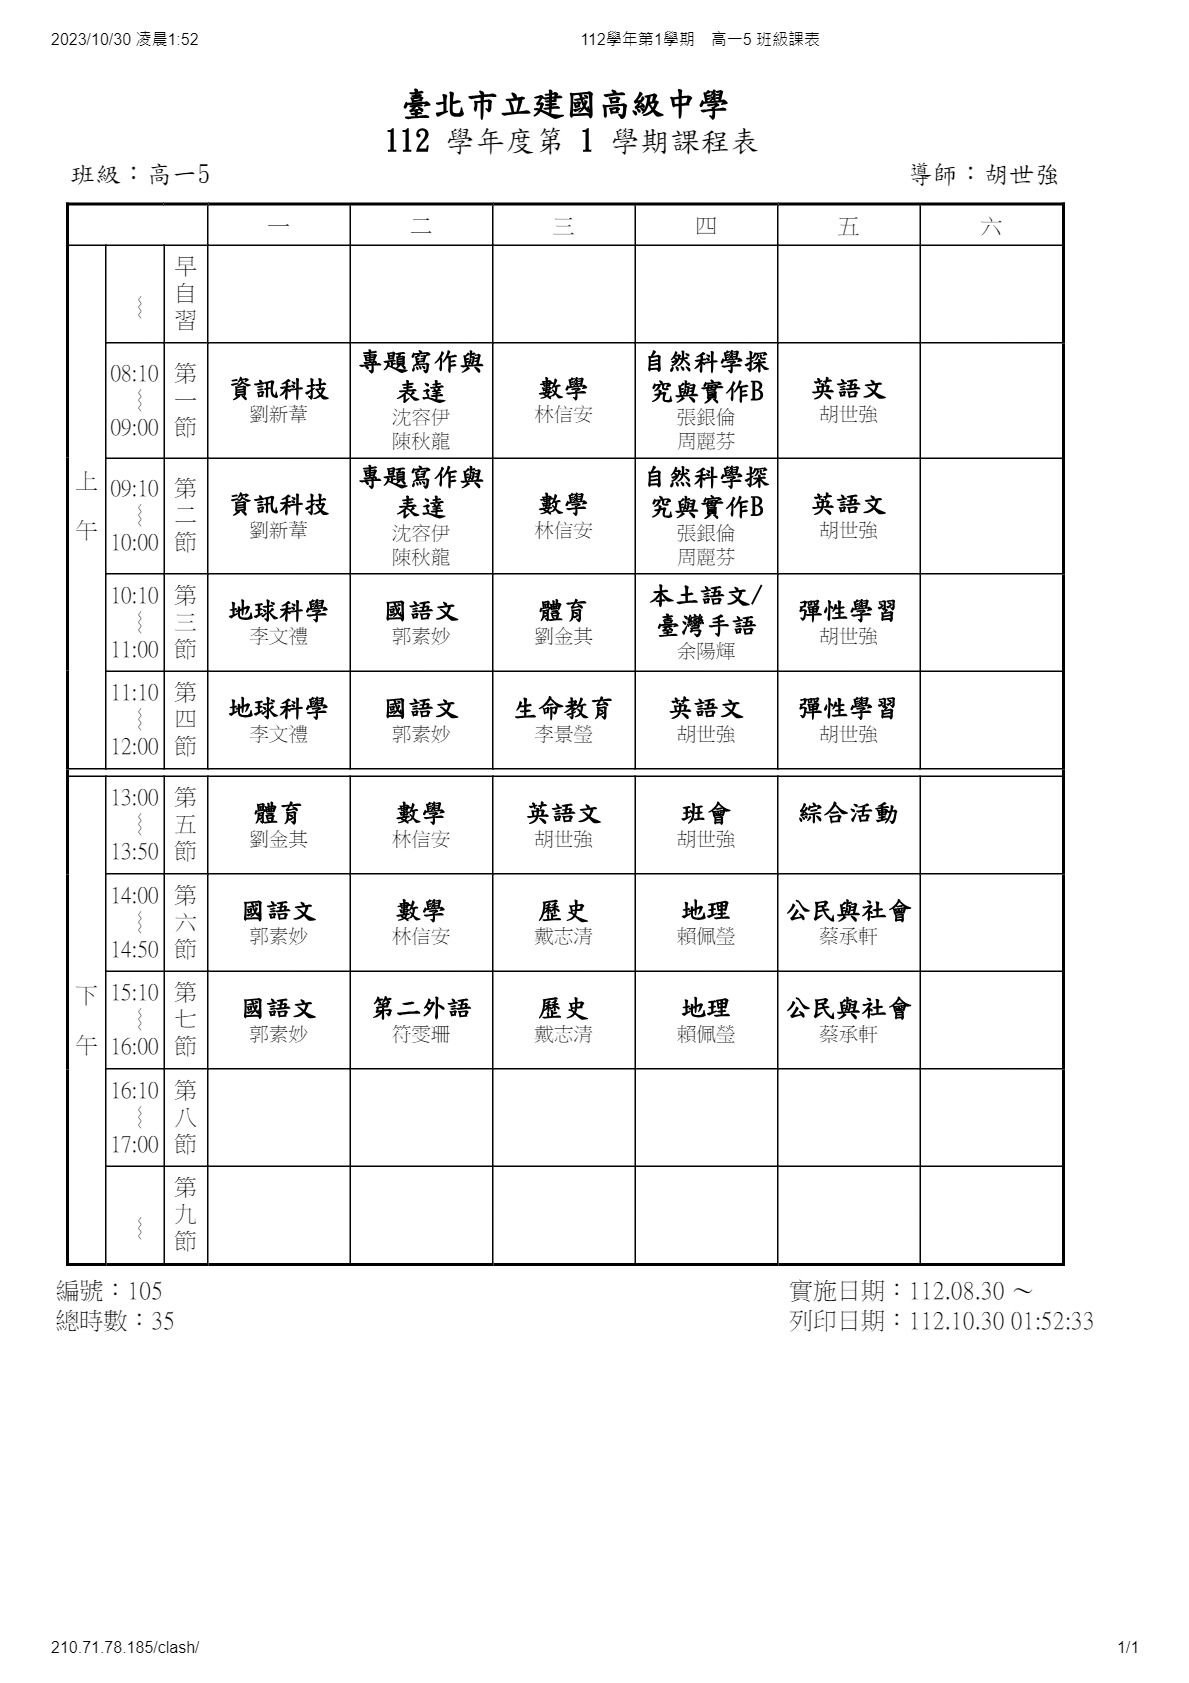 2023/10/30 凌晨1:52
112學年第1學期 高一5 班級課表
臺北市立建國高級中學
112 學年度第 1 學期課程表
班級：高一5
導師：胡世強
一 二 三 四 五 六
上午
～
早自習
08:10
～
09:00
第一節
資訊科技
劉新葦
專題寫作與
表達
沈容伊
陳秋龍
數學
林信安
自然科學探
究與實作B
張銀倫
周麗芬
英語文
胡世強
09:10
～
10:00
第二節
資訊科技
劉新葦
專題寫作與
表達
沈容伊
陳秋龍
數學
林信安
自然科學探
究與實作B
張銀倫
周麗芬
英語文
胡世強
10:10
～
11:00
第三節
地球科學
李文禮
國語文
郭素妙
體育
劉金其
本土語文/
臺灣手語
余陽輝
彈性學習
胡世強
11:10
～
12:00
第四節
地球科學
李文禮
國語文
郭素妙
生命教育
李景瑩
英語文
胡世強
彈性學習
胡世強
下午
13:00
～
13:50
第五節
體育
劉金其
數學
林信安
英語文
胡世強
班會
胡世強
綜合活動
14:00
～
14:50
第六節
國語文
郭素妙
數學
林信安
歷史
戴志清
地理
賴佩瑩
公民與社會
蔡承軒
15:10
～
16:00
第七節
國語文
郭素妙
第二外語
符雯珊
歷史
戴志清
地理
賴佩瑩
公民與社會
蔡承軒
16:10
～
17:00
第八節
～
第九節
編號：105
實施日期：112.08.30 ～
總時數：35
列印日期：112.10.30 01:52:33
210.71.78.185/clash/
1/1